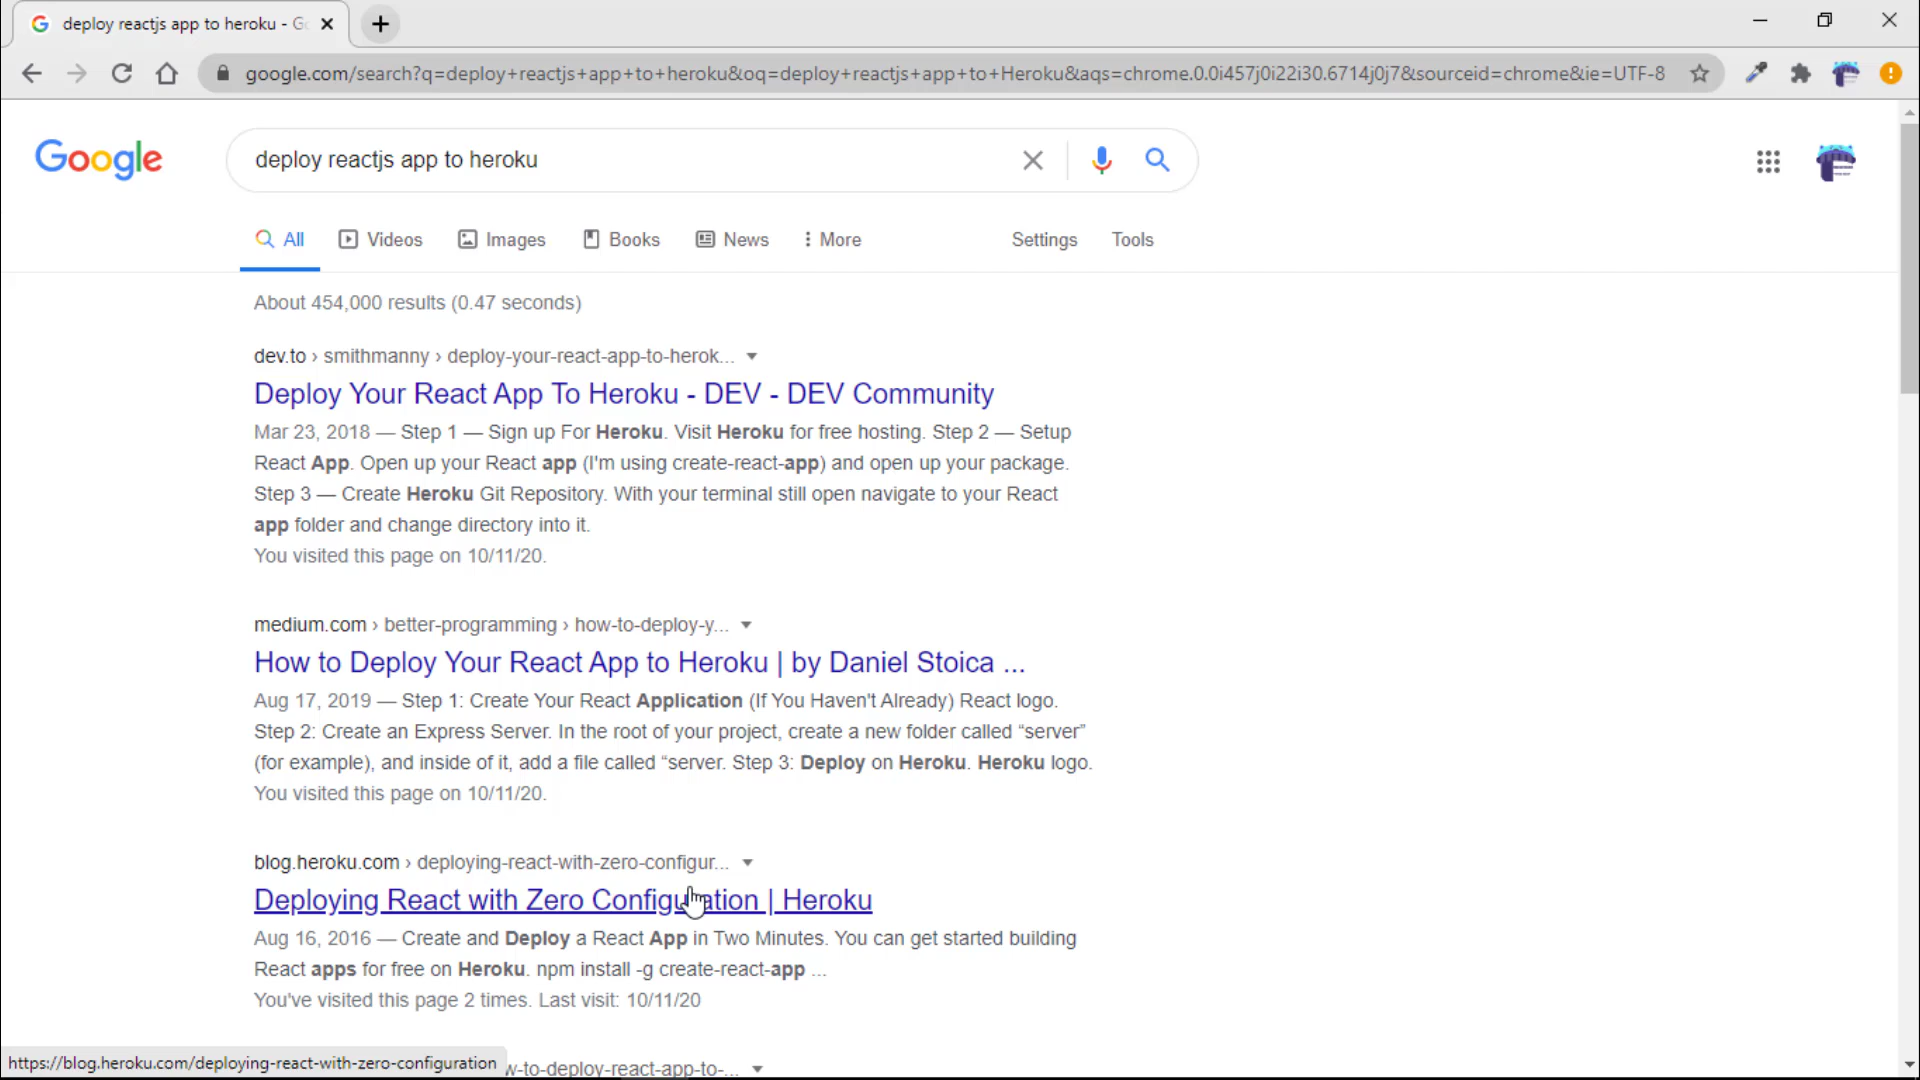 deploy reactjs app to heroku - Go
google.com/search?q=deploy+reactjs+app+to+heroku&oq=deploy+reactjs+app+to+Heroku&aqs=chrome.0.0i457j0i22i30.6714j0j7&sourceid=chrome&ie=UTF-8
Google
deploy reactjs app to heroku
All Videos Images Books News More Settings Tools
About 454,000 results (0.47 seconds)
dev.to › smithmanny › deploy-your-react-app-to-herok...
Deploy Your React App To Heroku - DEV - DEV Community
Mar 23, 2018 — Step 1 — Sign up For Heroku. Visit Heroku for free hosting. Step 2 — Setup
React App. Open up your React app (I'm using create-react-app) and open up your package.
Step 3 — Create Heroku Git Repository. With your terminal still open navigate to your React
app folder and change directory into it.
You visited this page on 10/11/20.
medium.com › better-programming › how-to-deploy-y...
How to Deploy Your React App to Heroku | by Daniel Stoica ...
Aug 17, 2019 — Step 1: Create Your React Application (If You Haven't Already) React logo.
Step 2: Create an Express Server. In the root of your project, create a new folder called “server”
(for example), and inside of it, add a file called “server. Step 3: Deploy on Heroku. Heroku logo.
You visited this page on 10/11/20.
blog.heroku.com › deploying-react-with-zero-configur...
Deploying React with Zero Configuration | Heroku
Aug 16, 2016 — Create and Deploy a React App in Two Minutes. You can get started building
React apps for free on Heroku. npm install -g create-react-app ...
You've visited this page 2 times. Last visit: 10/11/20
https://blog.heroku.com/deploying-react-with-zero-configuration
w-to-deploy-react-app-to-...